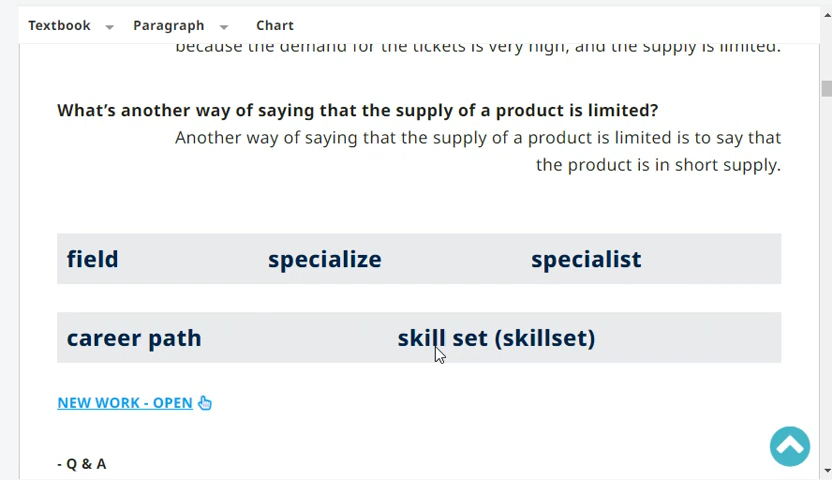 Textbook Paragraph Chart
because the demand for the tickets is very high, and the supply is limited.
What's another way of saying that the supply of a product is limited?
Another way of saying that the supply of a product is limited is to say that
the product is in short supply.
field specialize specialist
career path skill set (skillset)
NEW WORK - OPEN
- Q & A